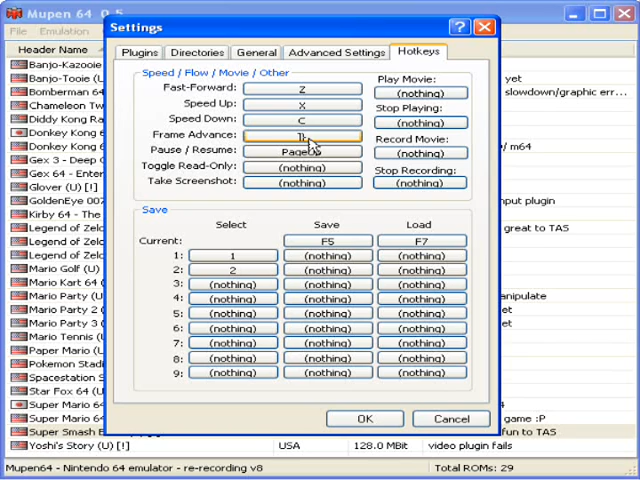 Mupen 64 0.5
File Emulation
Header Name
Banjo-Kazooie
Banjo-Tooie (U) yet
Bomberman 64 slowdown/graphic err...
Chameleon Tw
Diddy Kong Ra
Donkey Kong 6
Donkey Kong 6 / m64
Gex 3 - Deep C
Gex 64 - Enter
Glover (U) [!]
GoldenEye 007 nput plugin
Kirby 64 - The
Legend of Zeld great to TAS
Legend of Zeld
Legend of Zeld
Mario Golf (U)
Mario Kart 64 (
Mario Party (U) anipulate
Mario Party 2 (
Mario Party 3 (
Mario Tennis (U
Paper Mario (U
Pokemon Stadi
Spacestation S
Star Fox 64 (U
Super Mario 64
Super Mario 64 game :P
Super Smash B fun to TAS
Yoshi's Story (U) [!] USA 128.0 MBit video plugin fails
Mupen64 - Nintendo 64 emulator - re-recording v8 Total ROMs: 29
Settings
Plugins Directories General Advanced Settings Hotkeys
Speed / Flow / Movie / Other
Fast-Forward: Z
Speed Up: X
Speed Down: C
Frame Advance:
Pause / Resume:
Toggle Read-Only: (nothing)
Take Screenshot: (nothing)
Play Movie:
(nothing)
Stop Playing:
(nothing)
Record Movie:
(nothing)
Stop Recording:
(nothing)
Save
Select Save Load
Current: F5 F7
1: 1 (nothing) (nothing)
2: 2 (nothing) (nothing)
3: (nothing) (nothing) (nothing)
4: (nothing) (nothing) (nothing)
5: (nothing) (nothing) (nothing)
6: (nothing) (nothing) (nothing)
7: (nothing) (nothing) (nothing)
8: (nothing) (nothing) (nothing)
9: (nothing) (nothing) (nothing)
OK Cancel